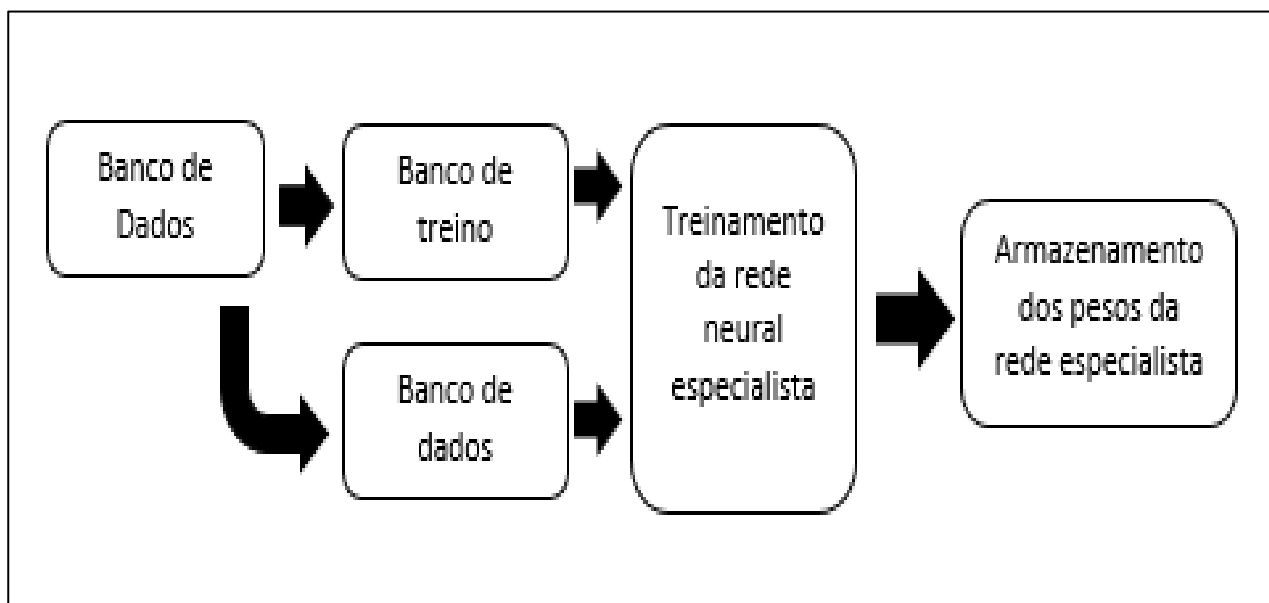 Banco de
Dados
Banco de
treino
Banco de
dados
Treinamento
da rede
neural
especialista
Armazenamento
dos pesos da
rede especialista